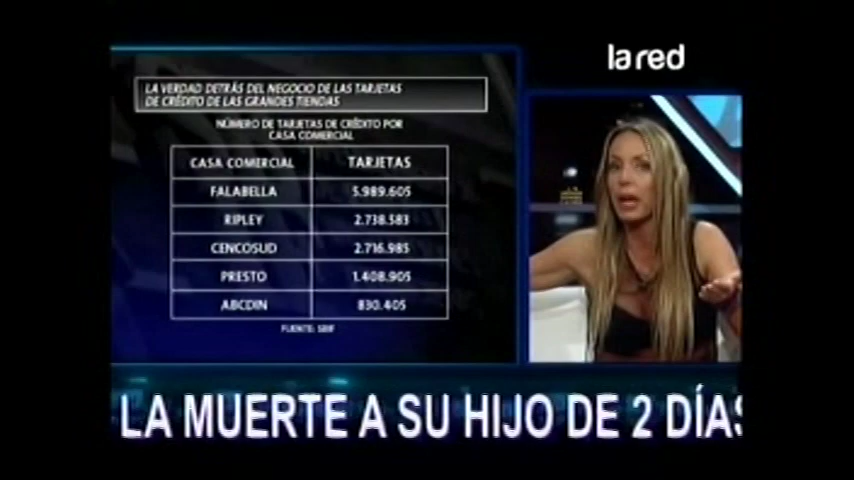 la red
LA VERDAD DETRÁS DEL NEGOCIO DE LAS TARJETAS
DE CRÉDITO DE LAS GRANDES TIENDAS
NÚMERO DE TARJETAS DE CRÉDITO POR
CASA COMERCIAL
CASA COMERCIAL TARJETAS
FALABELLA 5.989.605
RIPLEY 2.738.583
CENCOSUD 2.716.985
PRESTO 1.408.905
ABCDIN 830.405
FUENTE: SBIF
LA MUERTE A SU HIJO DE 2 DÍAS